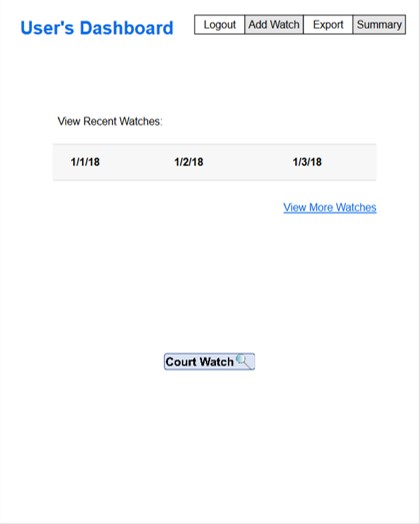 User's Dashboard Logout Add Watch Export Summary
View Recent Watches:
1/1/18 1/2/18 1/3/18
View More Watches
Court Watch